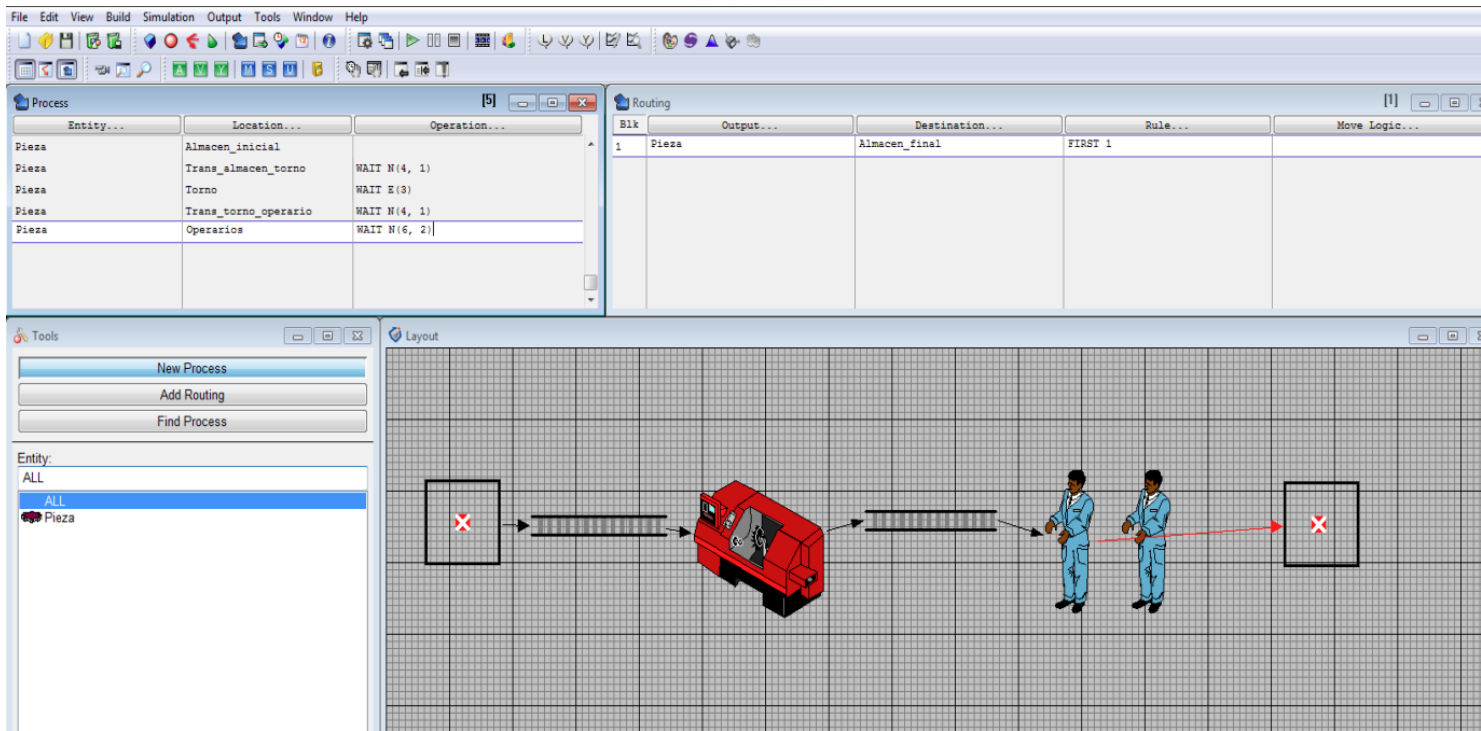 File Edit View Build Simulation Output Tools Window Help
Process [5]
Entity... Location... Operation...
Pieza Almacen_inicial
Pieza Trans_almacen_torno WAIT N(4, 1)
Pieza Torno WAIT E(3)
Pieza Trans_torno_operario WAIT N(4, 1)
Pieza Operarios WAIT N(6, 2)
Routing [1]
Blk Output... Destination... Rule... Move Logic...
1 Pieza Almacen_final FIRST 1
Tools
New Process
Add Routing
Find Process
Entity:
ALL
ALL
Pieza
Layout